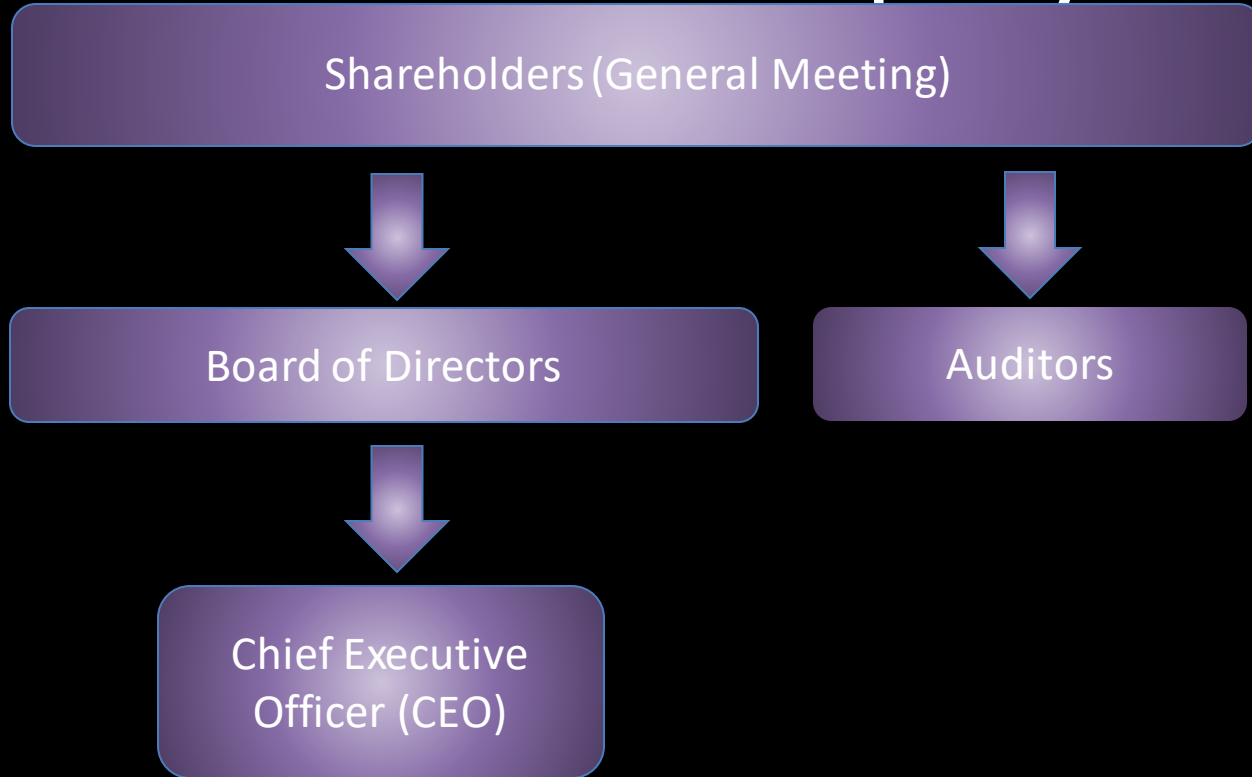 Shareholders (General Meeting)
Board of Directors
Auditors
Chief Executive
Officer (CEO)